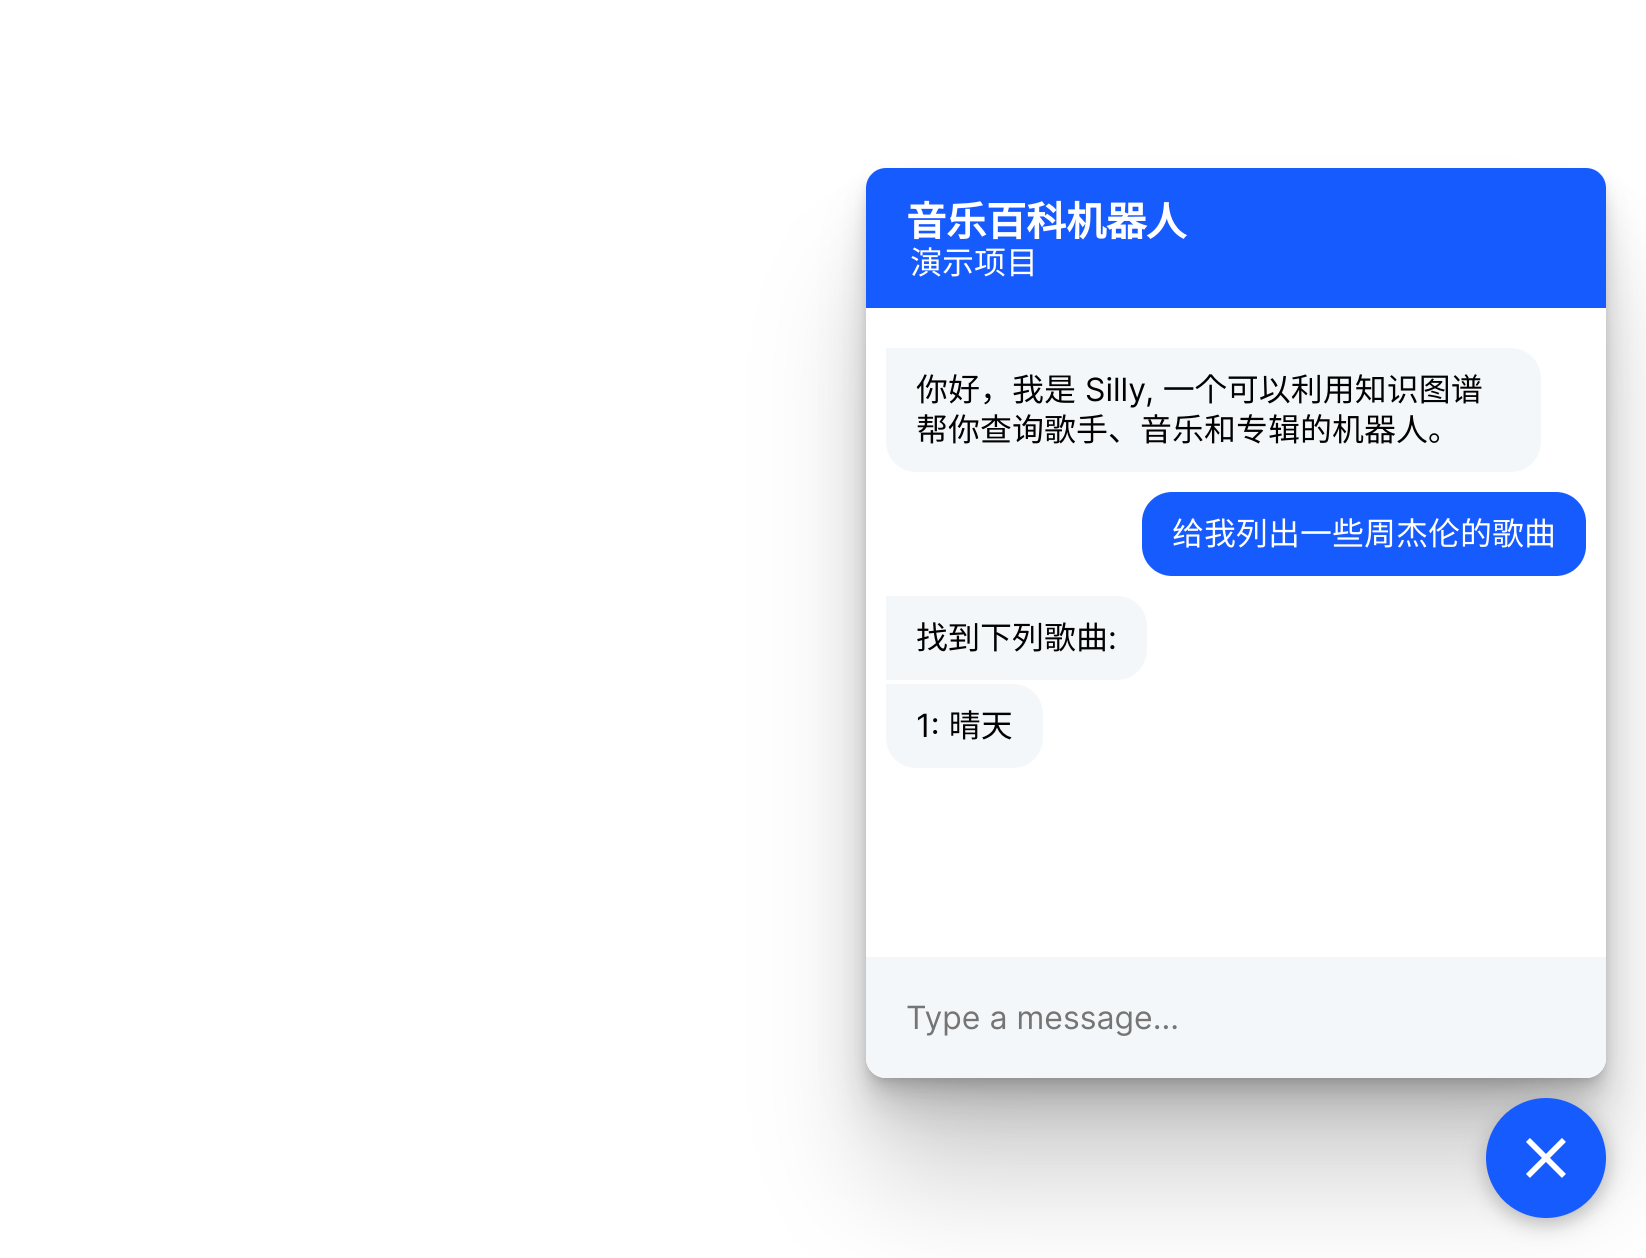 音乐百科机器人
演示项目
你好，我是 Silly, 一个可以利用知识图谱
帮你查询歌手、音乐和专辑的机器人。
给我列出一些周杰伦的歌曲
找到下列歌曲:
1: 晴天
Type a message...